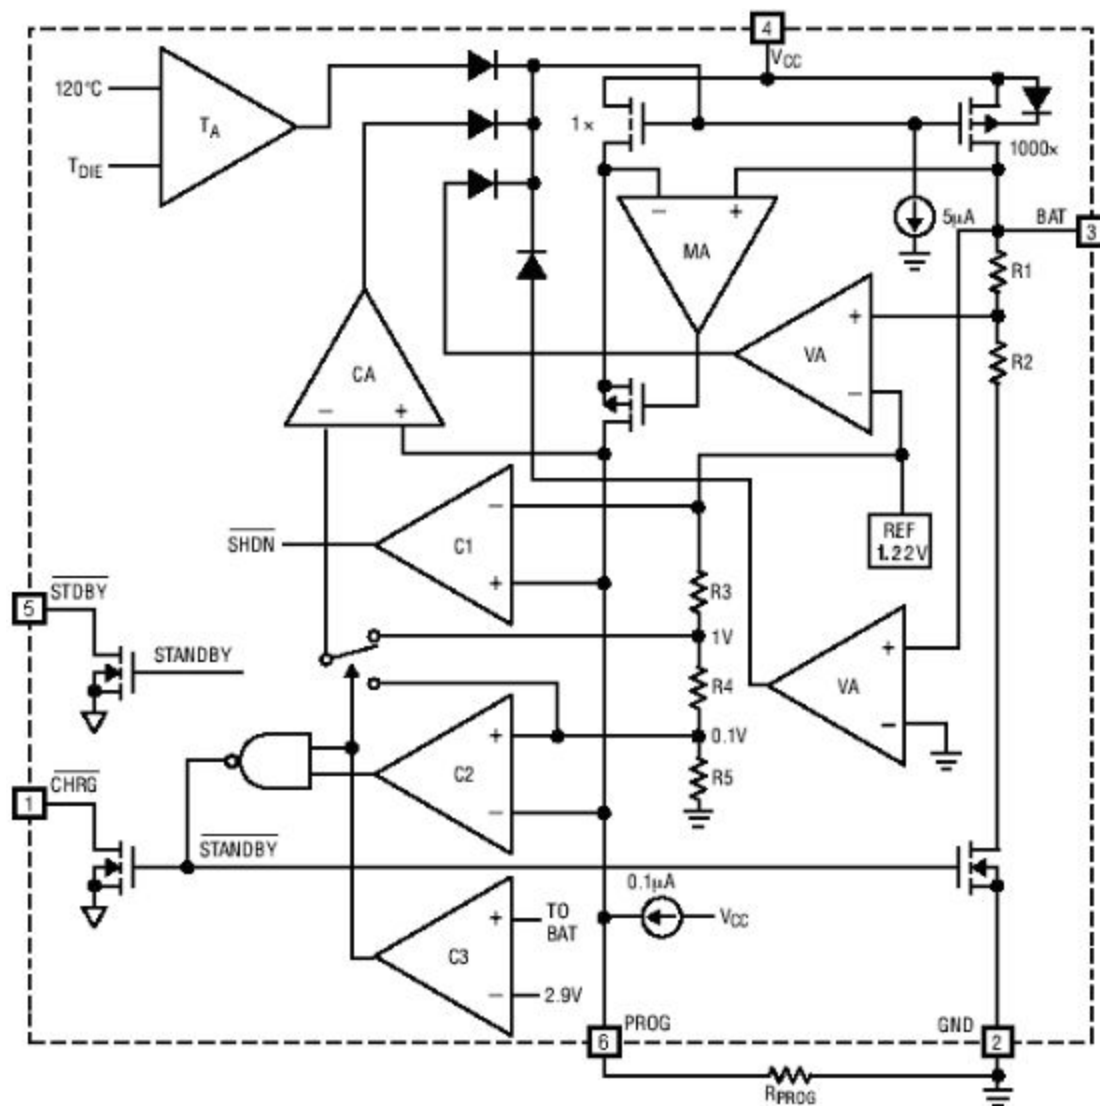 4
VCC
120°C
TA
TDIE
1×
1000×
5µA
BAT
3
– +
MA
R1
+
VA
–
R2
CA
– +
–
SHDN
C1
+
REF
1.22V
STDBY
5
STANDBY
R3
1V
+
VA
–
R4
+
0.1V
C2
R5
–
CHRG
1
STANDBY
0.1µA
VCC
+
TO
BAT
C3
–
2.9V
PROG
GND
6
2
RPROG